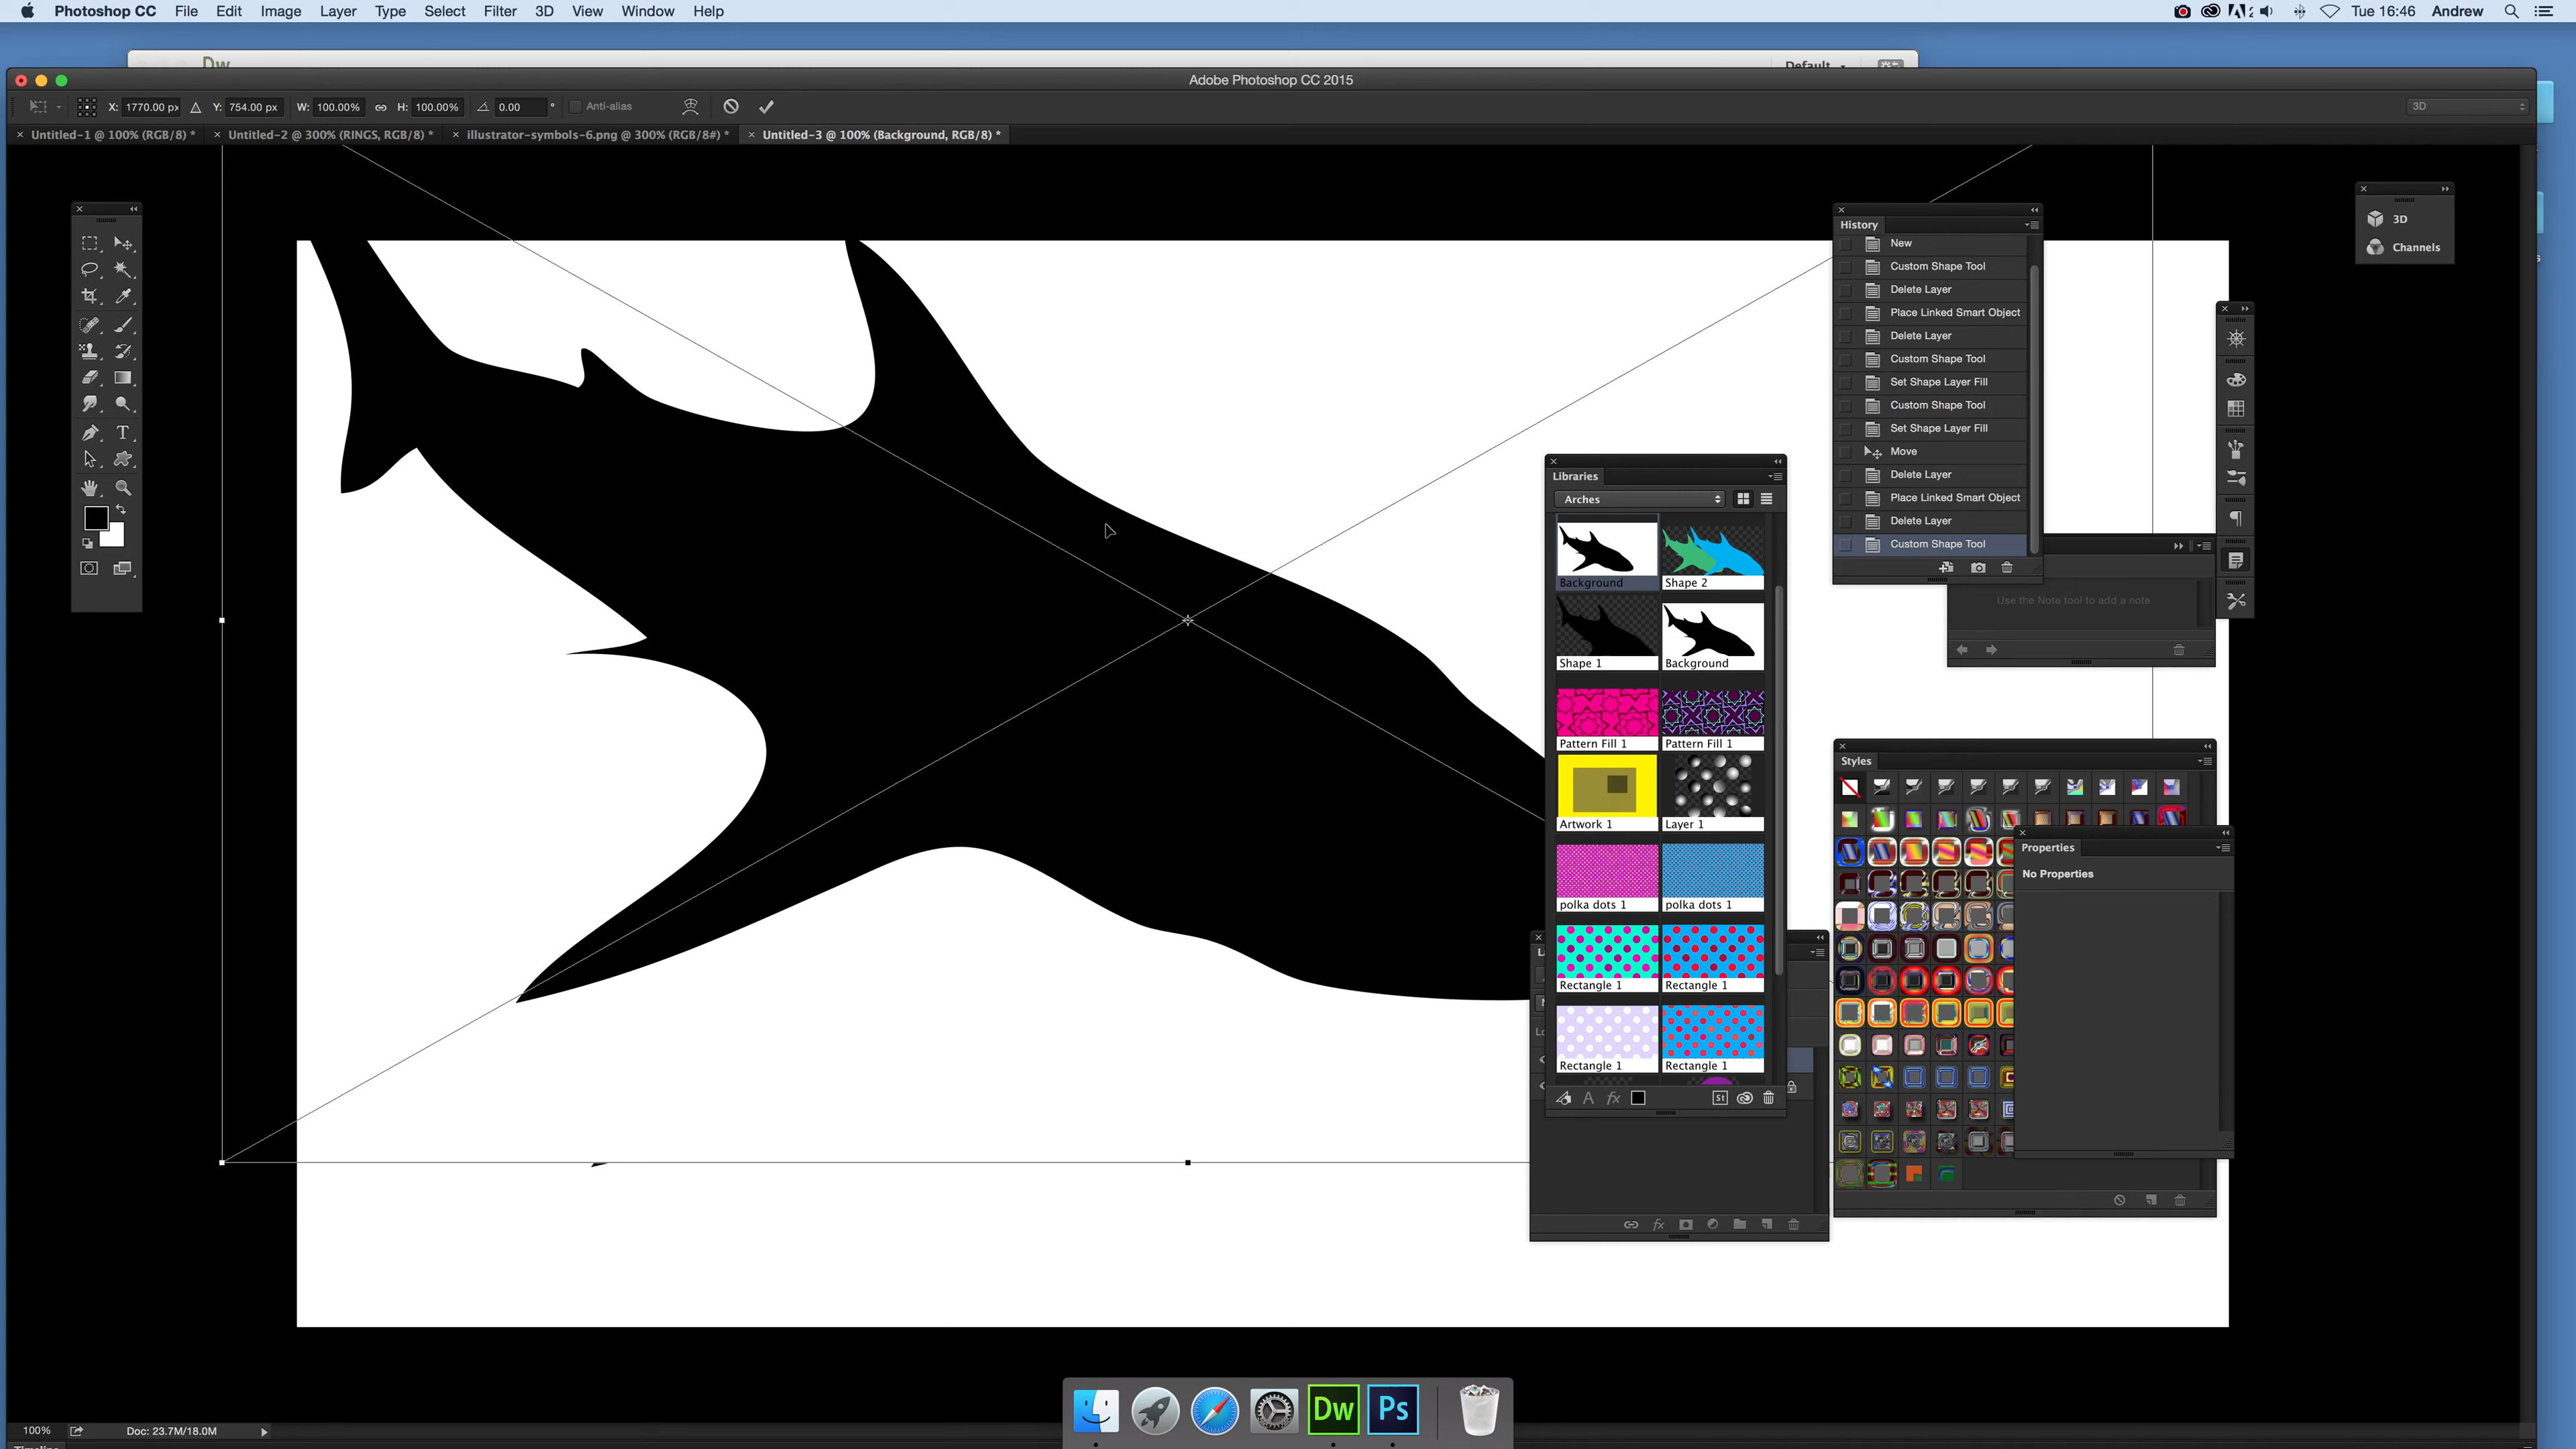 Photoshop CC File Edit Image Layer Type Select Filter 3D View Window Help Tue 16:46 Andrew
Dw Default
Adobe Photoshop CC 2015
X: 1770.00 px Y: 754.00 px W: 100.00% H: 100.00% 0.00 ° Anti-alias 3D
Untitled-1 @ 100% (RGB/8) * Untitled-2 @ 300% (RINGS, RGB/8) * illustrator-symbols-6.png @ 300% (RGB/8#) * Untitled-3 @ 100% (Background, RGB/8) *
3D
Channels
History
New
Custom Shape Tool
Delete Layer
Place Linked Smart Object
Delete Layer
Custom Shape Tool
Set Shape Layer Fill
Custom Shape Tool
Set Shape Layer Fill
Move
Delete Layer
Place Linked Smart Object
Delete Layer
Custom Shape Tool
Use the Note tool to add a note
Libraries
Arches
Background Shape 2
Shape 1 Background
Pattern Fill 1 Pattern Fill 1
Artwork 1 Layer 1
polka dots 1 polka dots 1
Rectangle 1 Rectangle 1
Rectangle 1 Rectangle 1
St
Styles
Properties
No Properties
Dw Ps
100% Doc: 23.7M/18.0M
Timeline